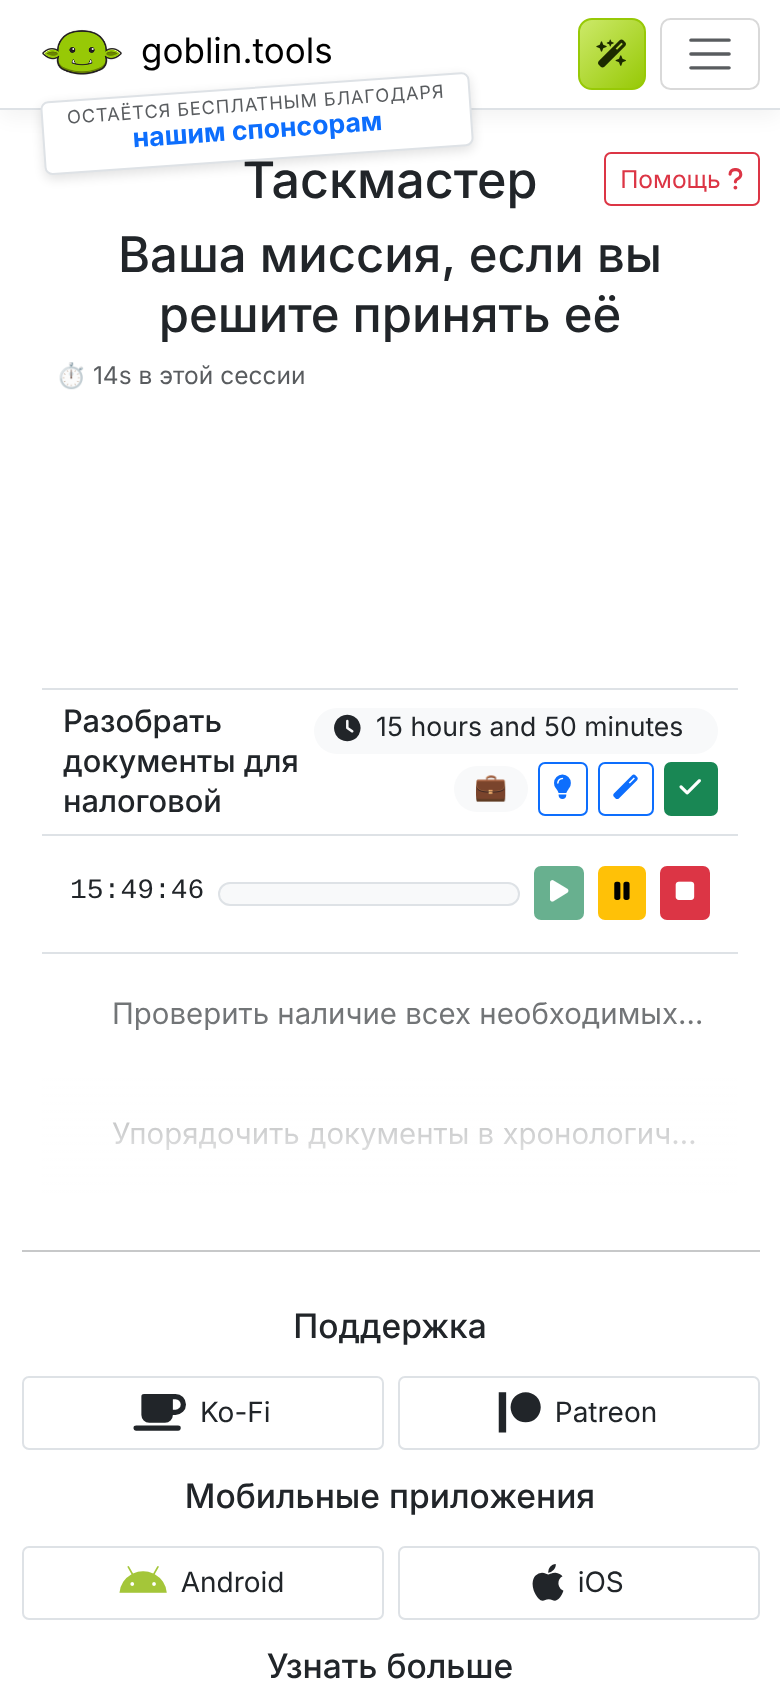 goblin.tools
ОСТАЁТСЯ БЕСПЛАТНЫМ БЛАГОДАРЯ
нашим спонсорам
Таскмастер
Помощь ?
Ваша миссия, если вы
решите принять её
14s в этой сессии
Разобрать
документы для
налоговой
15 hours and 50 minutes
15:49:46
Проверить наличие всех необходимых...
Упорядочить документы в хронологич...
Поддержка
Ko-Fi
Patreon
Мобильные приложения
Android
iOS
Узнать больше